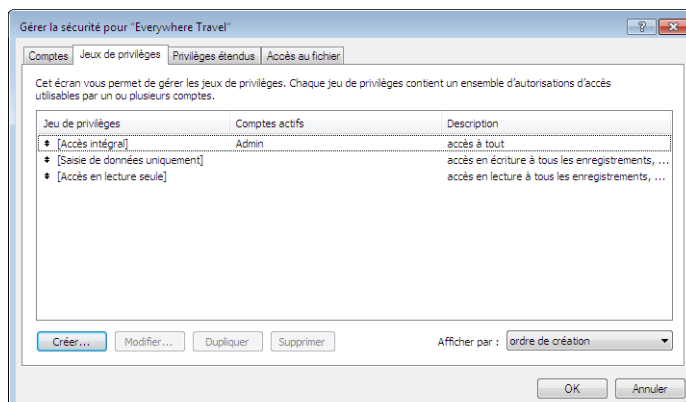 Gérer la sécurité pour "Everywhere Travel"
Comptes Jeux de privilèges Privilèges étendus Accès au fichier
Cet écran vous permet de gérer les jeux de privilèges. Chaque jeu de privilèges contient un ensemble d'autorisations d'accès
utilisables par un ou plusieurs comptes.
Jeu de privilèges Comptes actifs Description
[Accès intégral] Admin accès à tout
[Saisie de données uniquement] accès en écriture à tous les enregistrements, ...
[Accès en lecture seule] accès en lecture à tous les enregistrements, ...
Créer... Modifier... Dupliquer Supprimer Afficher par : ordre de création
OK Annuler